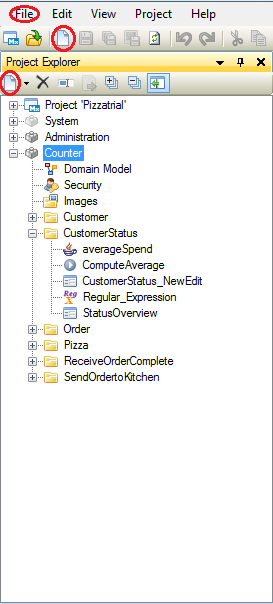 File Edit View Project Help
Project Explorer
Project 'Pizzatrial'
System
Administration
Counter
Domain Model
Security
Images
Customer
CustomerStatus
averageSpend
ComputeAverage
CustomerStatus_NewEdit
Reg Regular_Expression
StatusOverview
Order
Pizza
ReceiveOrderComplete
SendOrdertoKitchen